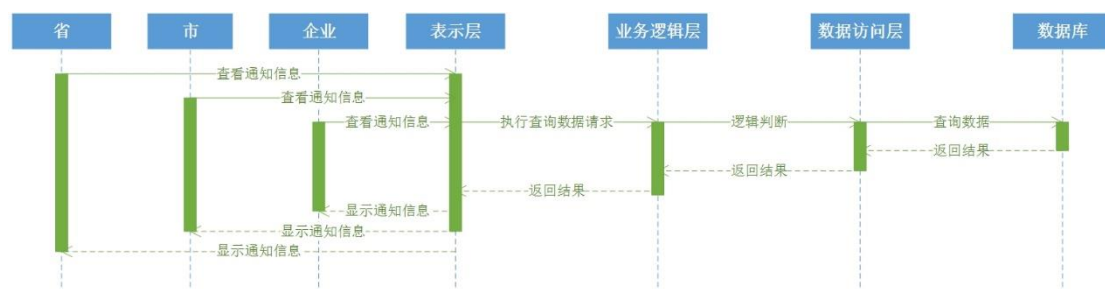 省 市 企业 表示层 业务逻辑层 数据访问层 数据库
查看通知信息
查看通知信息
查看通知信息 执行查询数据请求 逻辑判断 查询数据
返回结果
返回结果
返回结果
显示通知信息
显示通知信息
显示通知信息